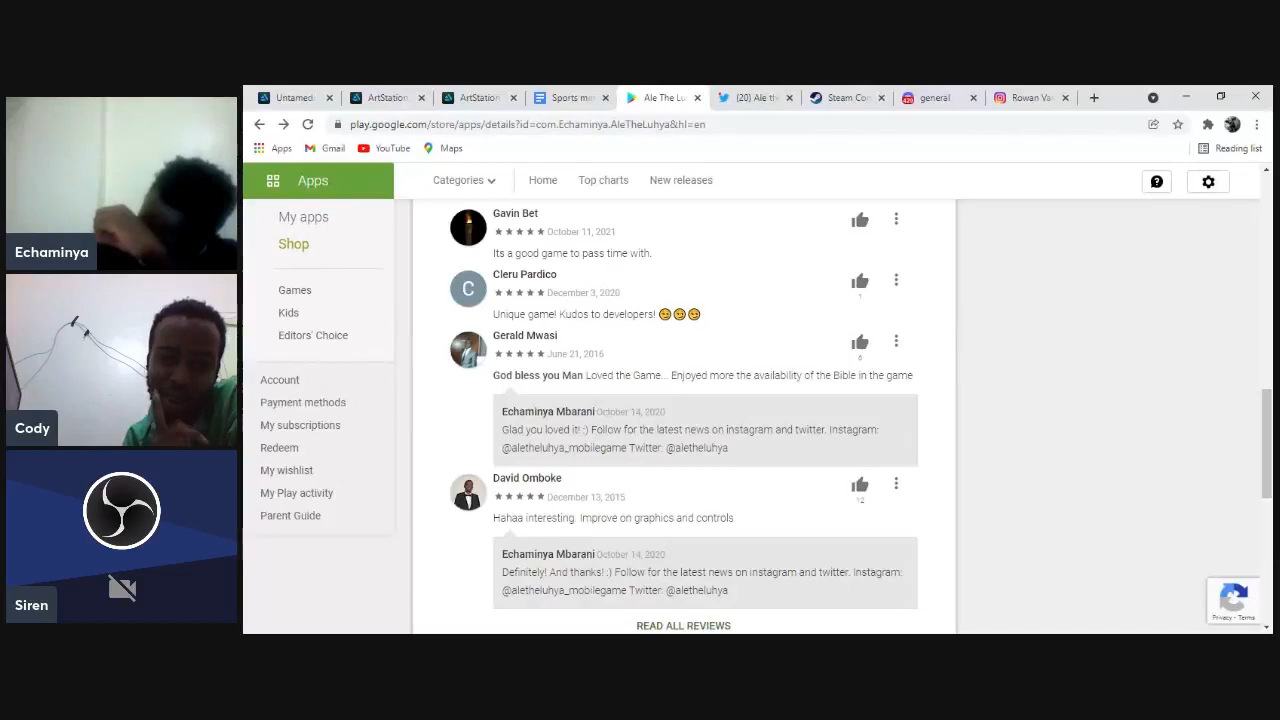 Echaminya
Cody
Siren
Untamed
ArtStation
ArtStation
Sports me
Ale The Lu
(20) Ale th
Steam Co
general
Rowan Va
play.google.com/store/apps/details?id=com.Echaminya.AleTheLuhya&hl=en
Apps
Gmail
YouTube
Maps
Reading list
Apps
Categories
Home
Top charts
New releases
My apps
Shop
Games
Kids
Editors' Choice
Account
Payment methods
My subscriptions
Redeem
My wishlist
My Play activity
Parent Guide
Gavin Bet
October 11, 2021
Its a good game to pass time with.
C
Cleru Pardico
December 3, 2020
1
Unique game! Kudos to developers! 😏😏😏
Gerald Mwasi
June 21, 2016
6
God bless you Man Loved the Game... Enjoyed more the availability of the Bible in the game
Echaminya Mbarani October 14, 2020
Glad you loved it! :) Follow for the latest news on instagram and twitter. Instagram:
@aletheluhya_mobilegame Twitter: @aletheluhya
David Omboke
December 13, 2015
12
Hahaa interesting. Improve on graphics and controls
Echaminya Mbarani October 14, 2020
Definitely! And thanks! :) Follow for the latest news on instagram and twitter. Instagram:
@aletheluhya_mobilegame Twitter: @aletheluhya
READ ALL REVIEWS
Privacy - Terms